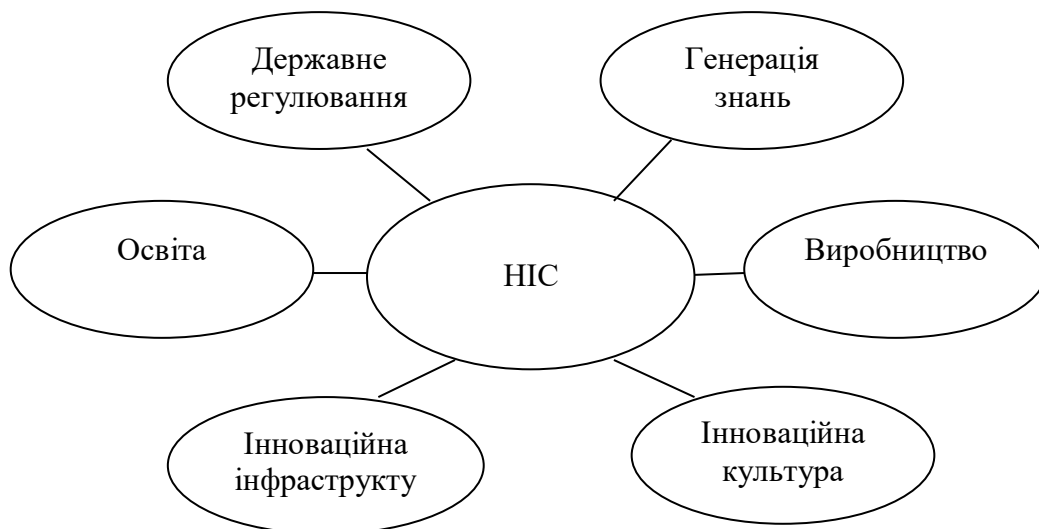 Державне
регулювання
Генерація
знань
Освіта
НІС
Виробництво
Інноваційна
інфраструкту
Інноваційна
культура